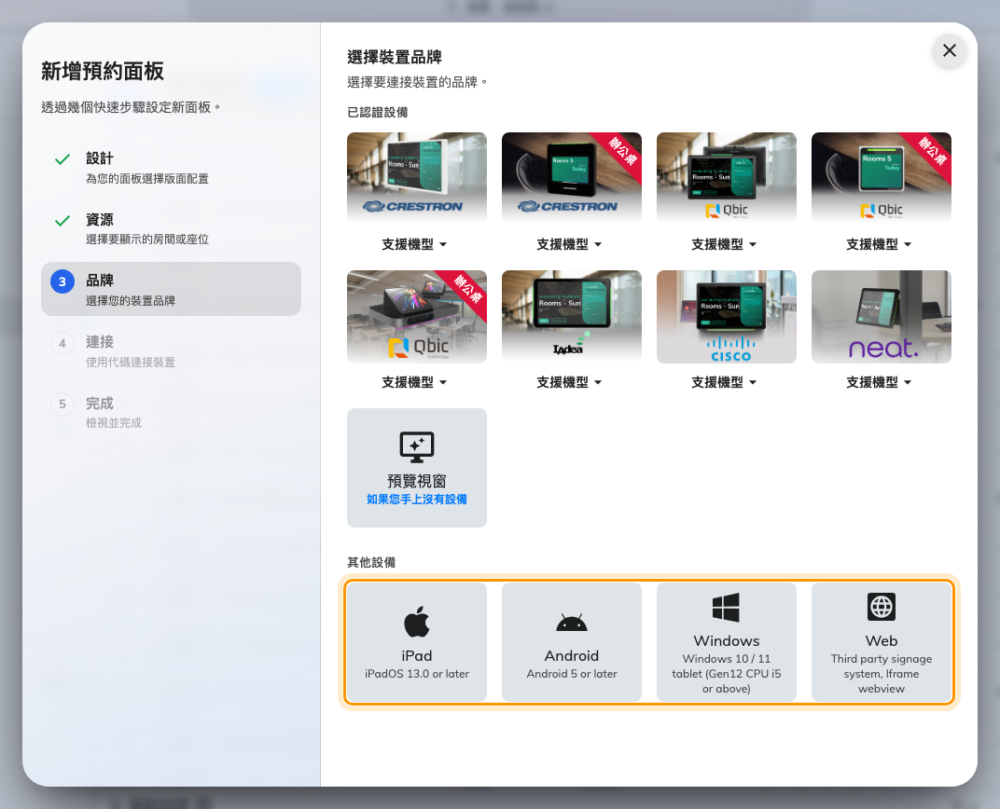 新增預約面板
透過幾個快速步驟設定新面板。
設計
為您的面板選擇版面配置
資源
選擇要顯示的房間或座位
3
品牌
選擇您的裝置品牌
4
連接
使用代碼連接裝置
5
完成
檢視並完成
選擇裝置品牌
選擇要連接裝置的品牌。
已認證設備
Rooms - Sun
CRESTRON
支援機型
辦公桌
Rooms 5
Today
CRESTRON
支援機型
Rooms - Sun
Qbic
支援機型
辦公桌
Rooms 5
Today
Qbic
支援機型
辦公桌
Qbic
Technology
支援機型
Rooms - Sun
IAdea
支援機型
Rooms - Sun
CISCO
支援機型
neat.
支援機型
預覽視窗
如果您手上沒有設備
其他設備
iPad
iPadOS 13.0 or later
Android
Android 5 or later
Windows
Windows 10 / 11
tablet (Gen12 CPU i5
or above)
Web
Third party signage
system, Iframe
webview